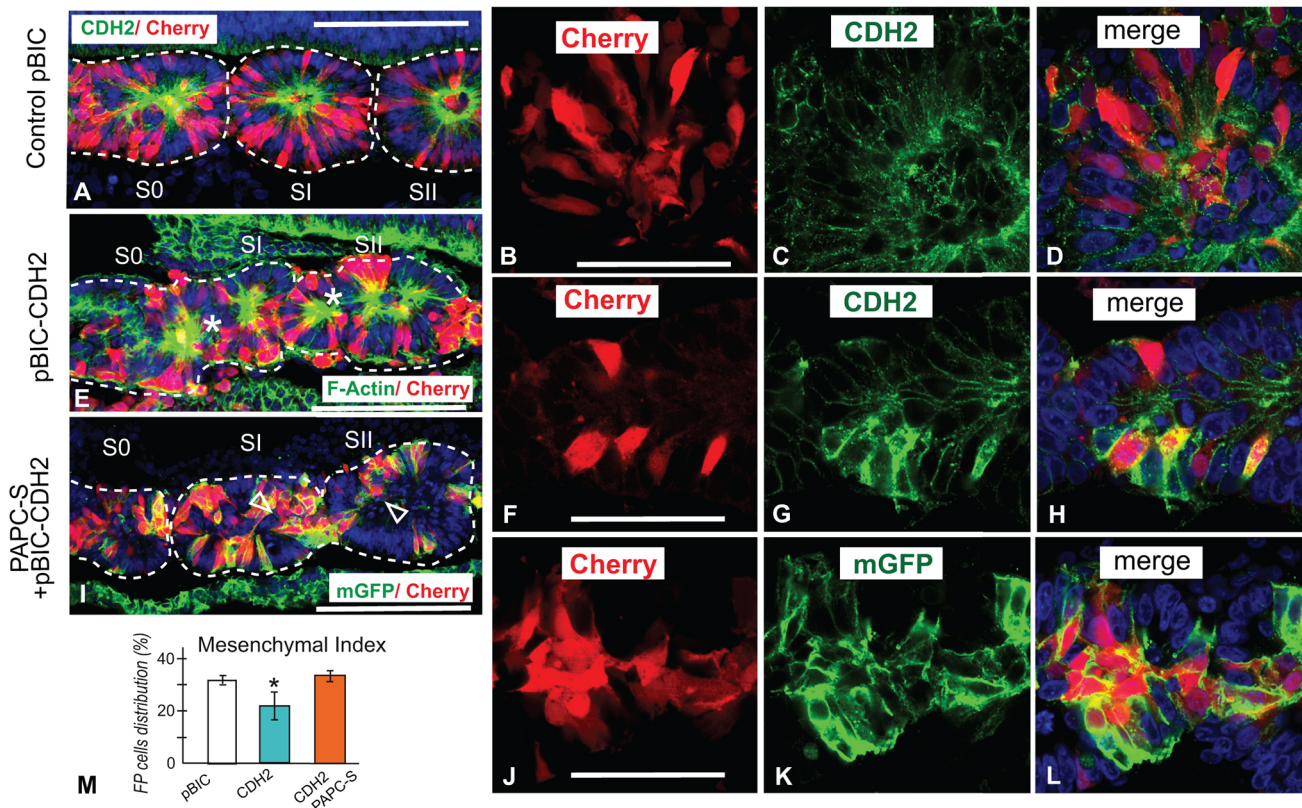 Control pBIC
CDH2/ Cherry
A
S0
SI
SII
Cherry
B
CDH2
C
merge
D
pBIC-CDH2
S0
SI
SII
*
*
E
F-Actin/ Cherry
Cherry
F
CDH2
G
merge
H
PAPC-S
+pBIC-CDH2
S0
SI
SII
I
mGFP/ Cherry
Cherry
J
mGFP
K
merge
L
M
Mesenchymal Index
FP cells distribution (%)
40
20
0
*
pBIC
CDH2
CDH2
PAPC-S